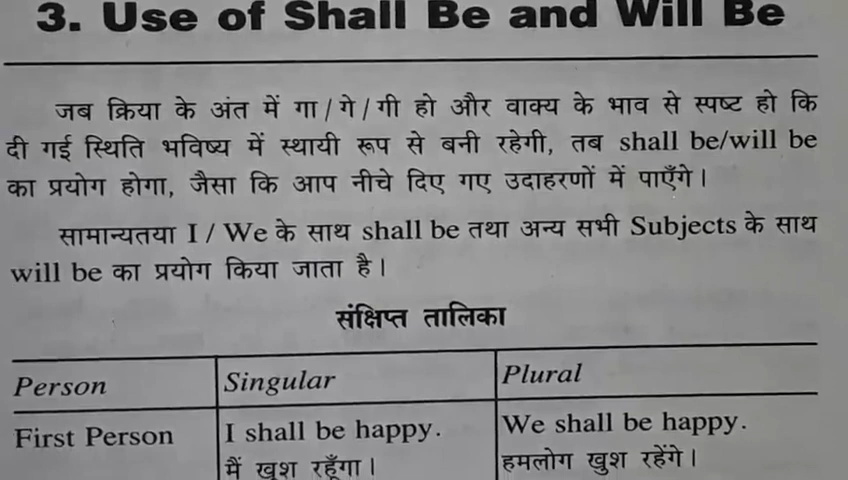 3. Use of Shall Be and Will Be
जब क्रिया के अंत में गा/गे/गी हो और वाक्य के भाव से स्पष्ट हो कि
दी गई स्थिति भविष्य में स्थायी रूप से बनी रहेगी, तब shall be/will be
का प्रयोग होगा, जैसा कि आप नीचे दिए गए उदाहरणों में पाएँगे।
सामान्यतया I / We के साथ shall be तथा अन्य सभी Subjects के साथ
will be का प्रयोग किया जाता है।
संक्षिप्त तालिका
Person Singular Plural
First Person I shall be happy. We shall be happy.
मैं खुश रहूँगा। हमलोग खुश रहेंगे।